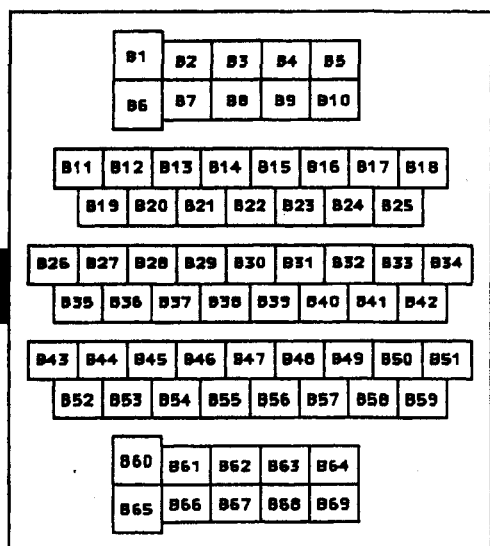 B1 B2 B3 B4 B5
B6 B7 B8 B9 B10
B11 B12 B13 B14 B15 B16 B17 B18
B19 B20 B21 B22 B23 B24 B25
B26 B27 B28 B29 B30 B31 B32 B33 B34
B35 B36 B37 B38 B39 B40 B41 B42
B43 B44 B45 B46 B47 B48 B49 B50 B51
B52 B53 B54 B55 B56 B57 B58 B59
B60 B61 B62 B63 B64
B65 B66 B67 B68 B69